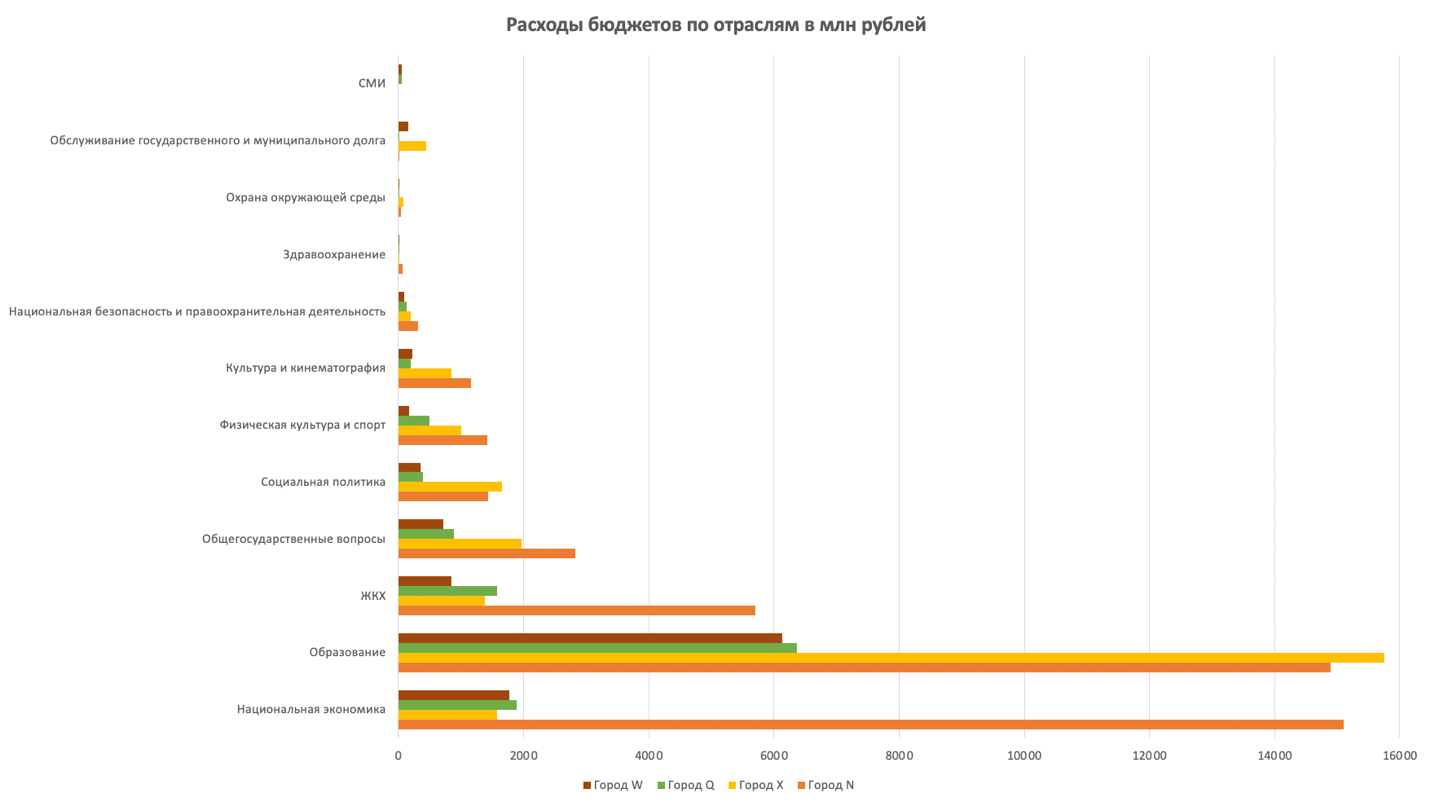 Расходы бюджетов по отраслям в млн рублей
СМИ
Обслуживание государственного и муниципального долга
Охрана окружающей среды
Здравоохранение
Национальная безопасность и правоохранительная деятельность
Культура и кинематография
Физическая культура и спорт
Социальная политика
Общегосударственные вопросы
ЖКХ
Образование
Национальная экономика
0 2000 4000 6000 8000 10000 12000 14000 16000
Город W Город Q Город X Город N